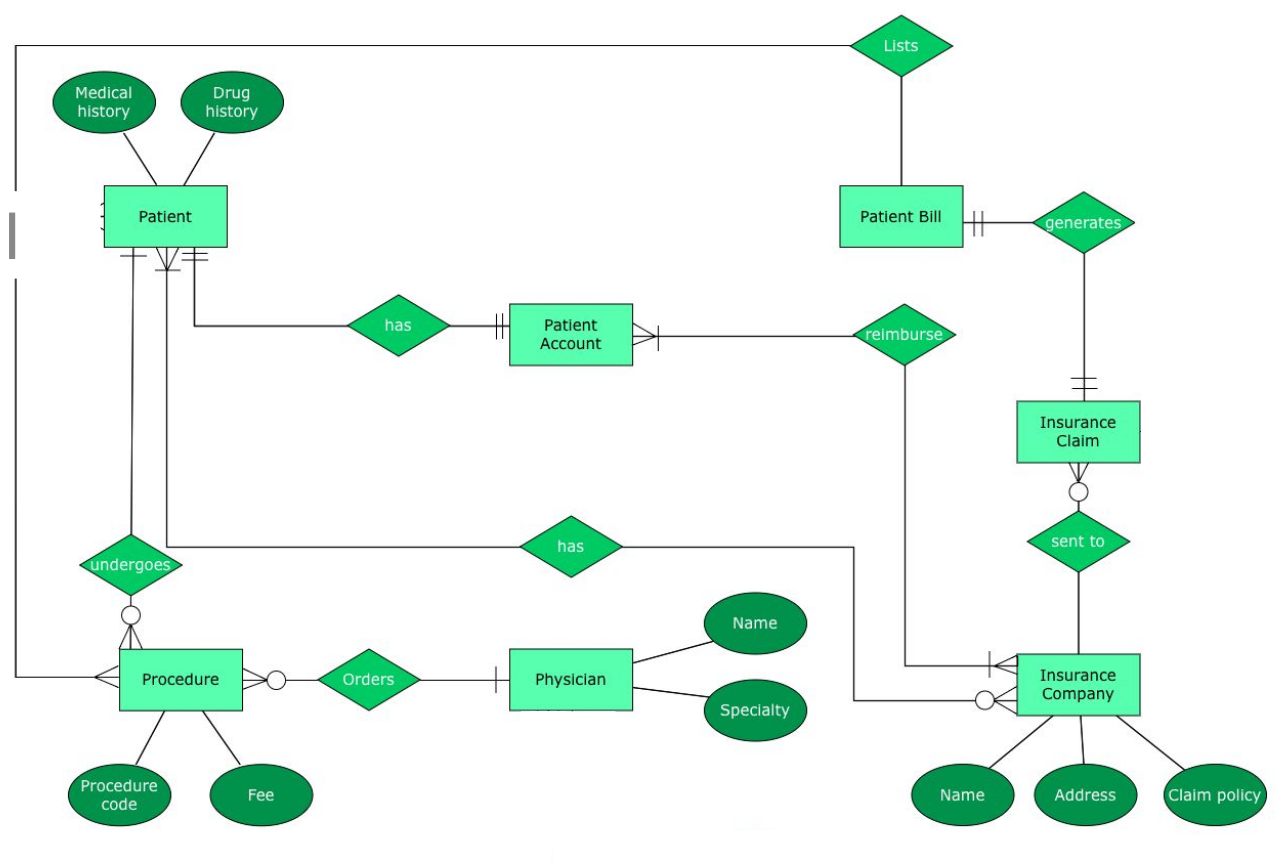 Lists
Medical
history
Drug
history
Patient
Patient Bill
generates
has
Patient
Account
reimburse
Insurance
Claim
sent to
has
undergoes
Name
Procedure
Orders
Physician
Insurance
Company
Specialty
Procedure
code
Fee
Name
Address
Claim policy